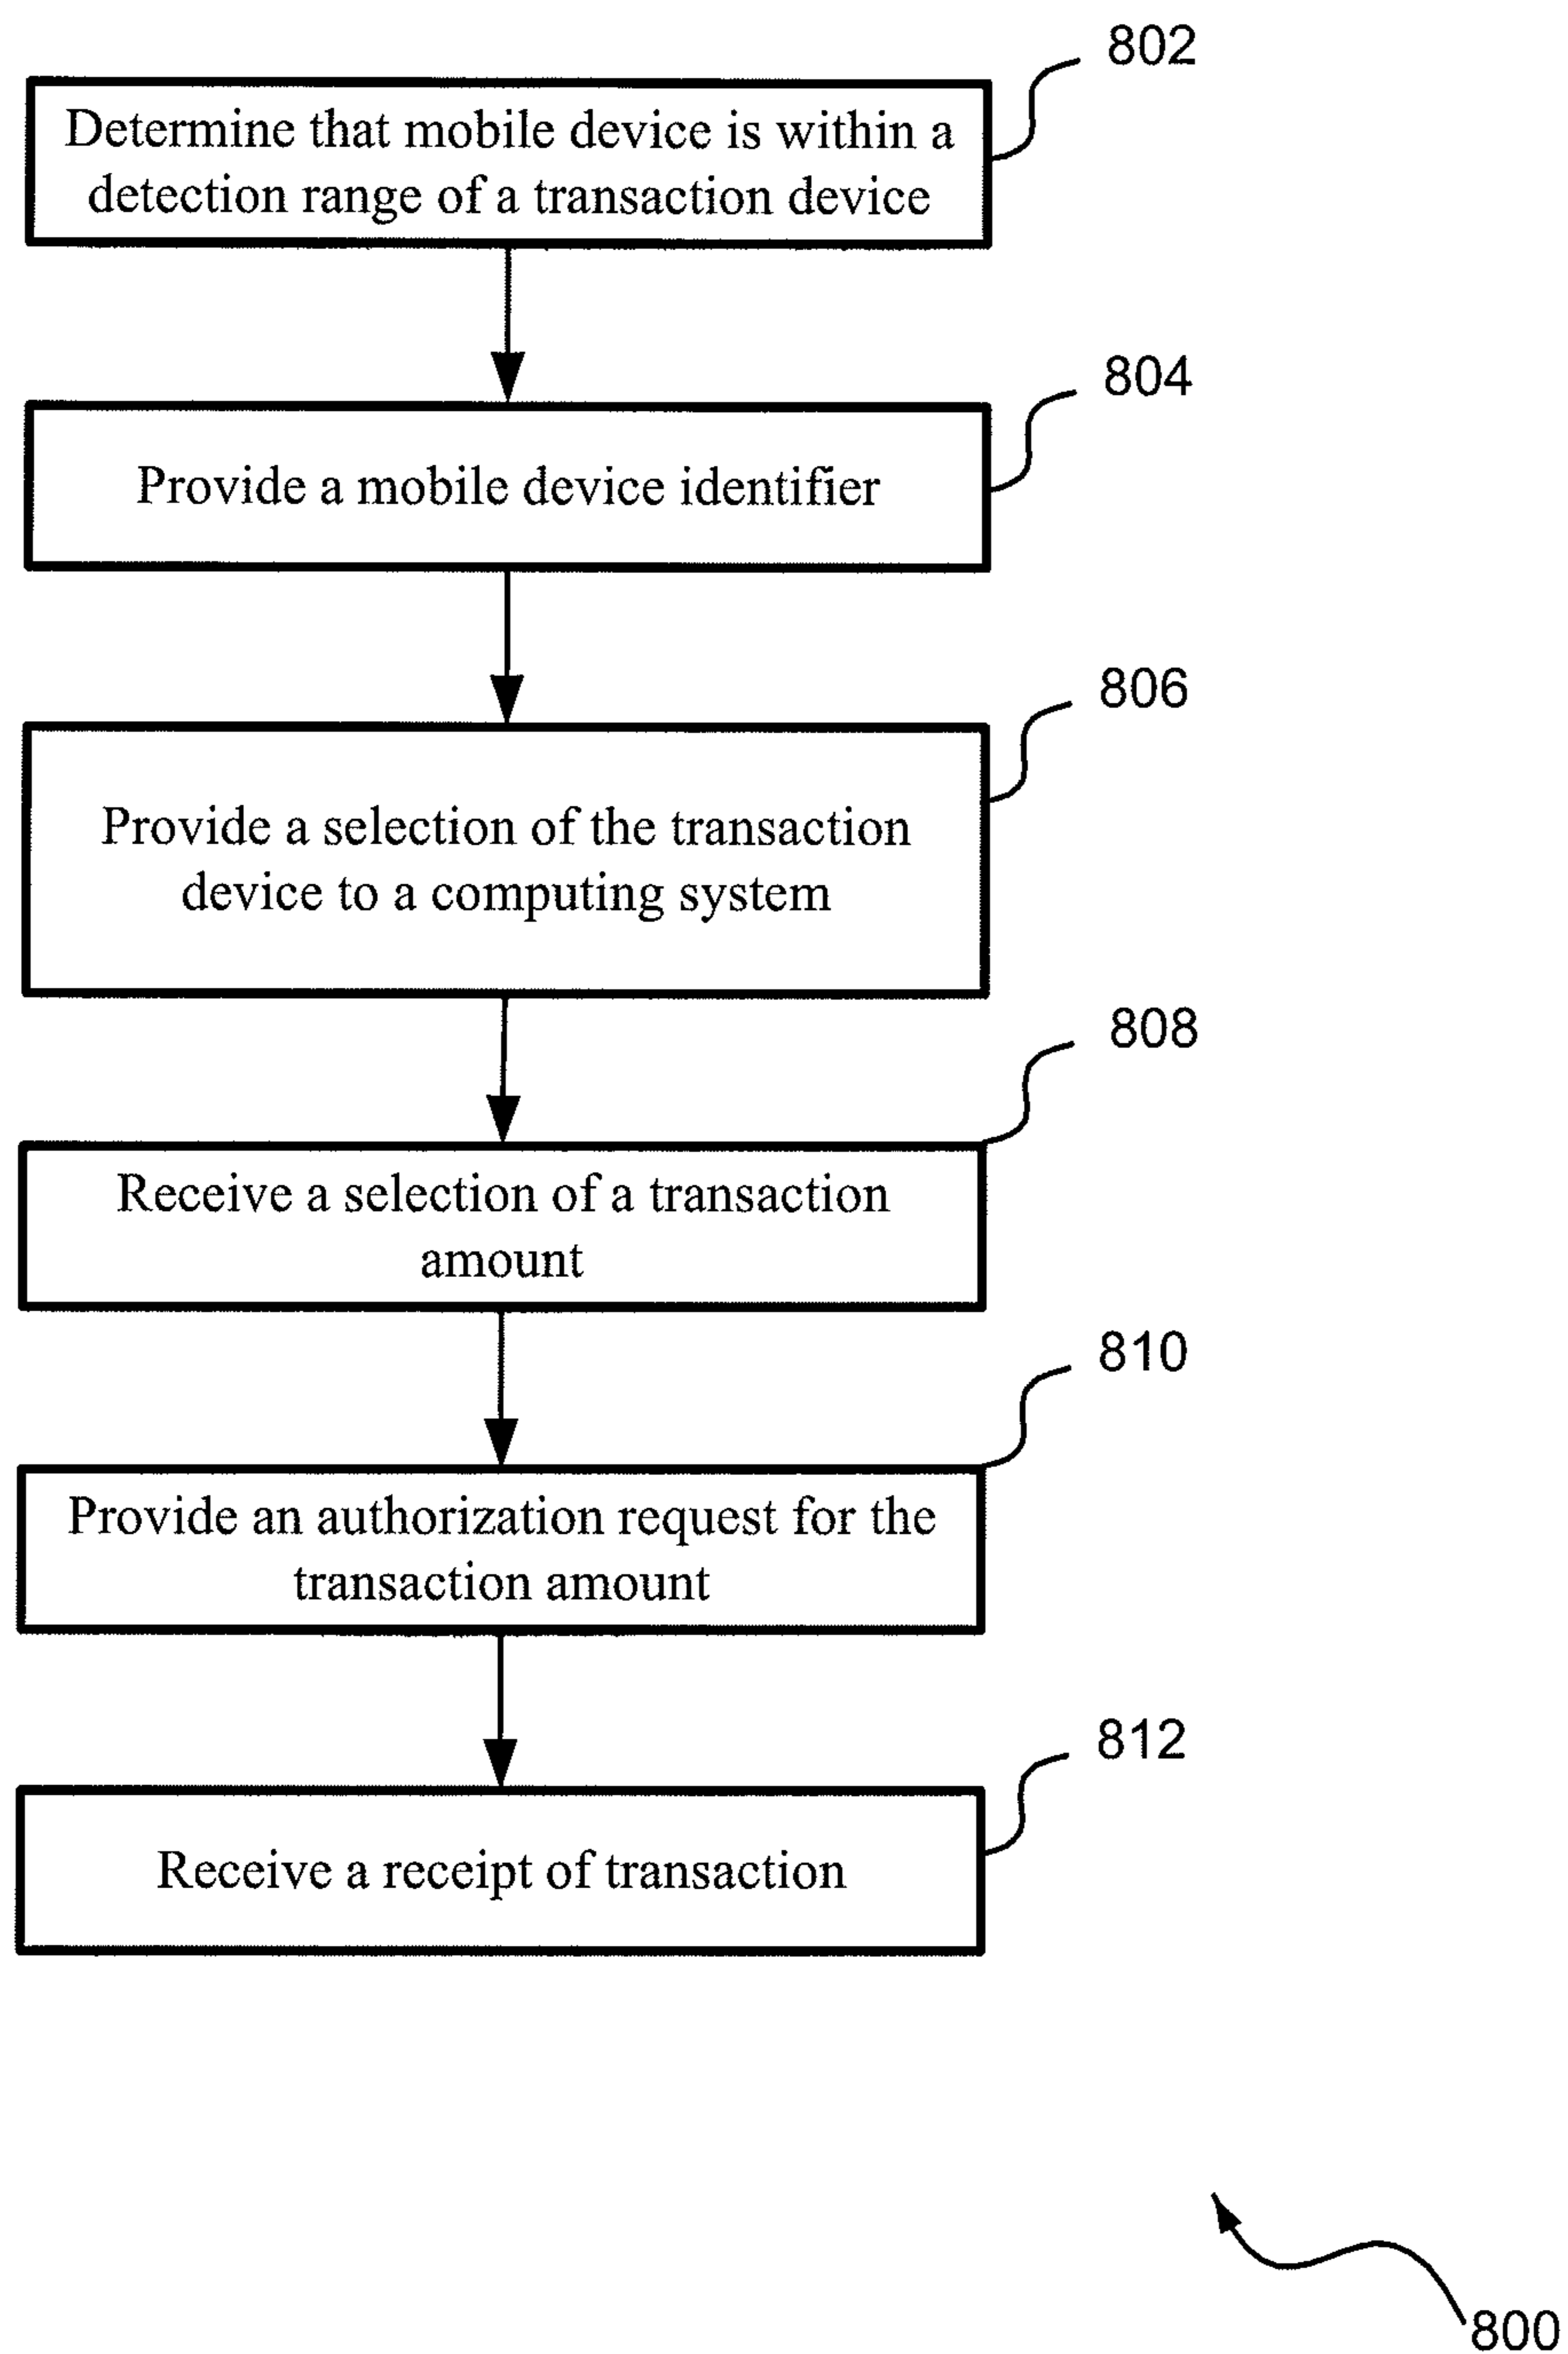 802
Determine that mobile device is within a
detection range of a transaction device
804
Provide a mobile device identifier
806
Provide a selection of the transaction
device to a computing system
808
Receive a selection of a transaction
amount
810
Provide an authorization request for the
transaction amount
812
Receive a receipt of transaction
800